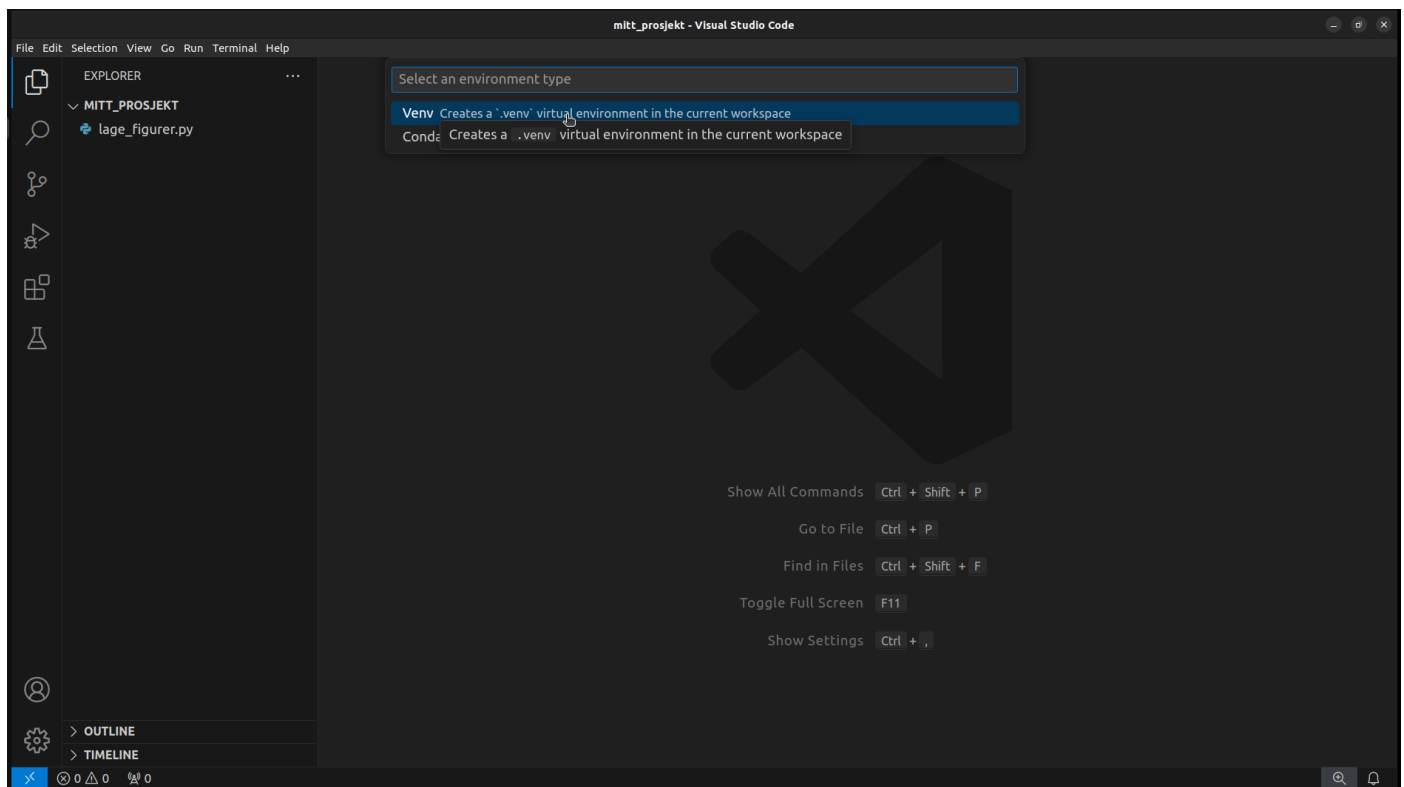 mitt_prosjekt - Visual Studio Code
File Edit Selection View Go Run Terminal Help
EXPLORER
MITT_PROSJEKT
lage_figurer.py
Select an environment type
Venv Creates a `.venv` virtual environment in the current workspace
Conda
Creates a .venv virtual environment in the current workspace
Show All Commands Ctrl + Shift + P
Go to File Ctrl + P
Find in Files Ctrl + Shift + F
Toggle Full Screen F11
Show Settings Ctrl + ,
OUTLINE
TIMELINE
0 0 0